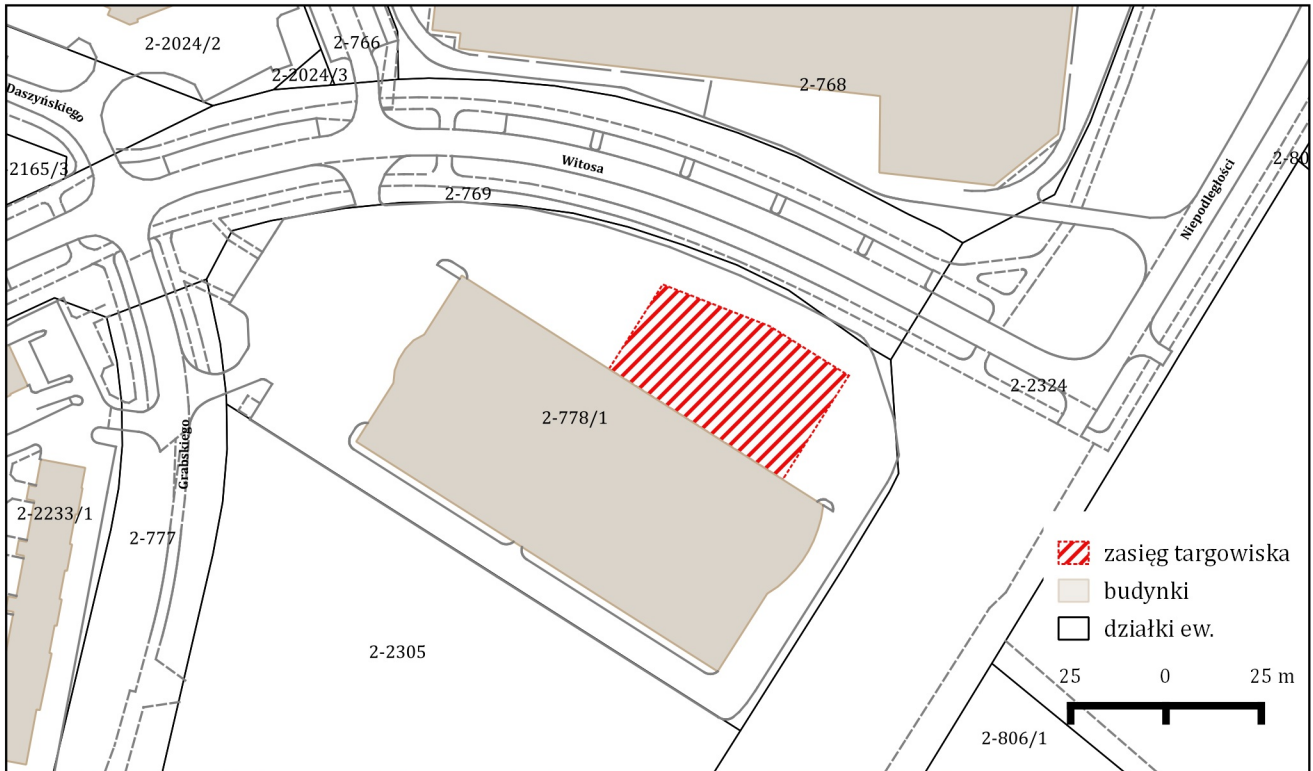 2-2024/2
2-766
2-2024/3
2-768
Daszyńskiego
2165/3
Witosa
2-80
Niepodległości
2-769
2-2324
2-778/1
Grabskiego
2-2233/1
2-777
2-2305
2-806/1
zasięg targowiska
budynki
działki ew.
25 0 25 m